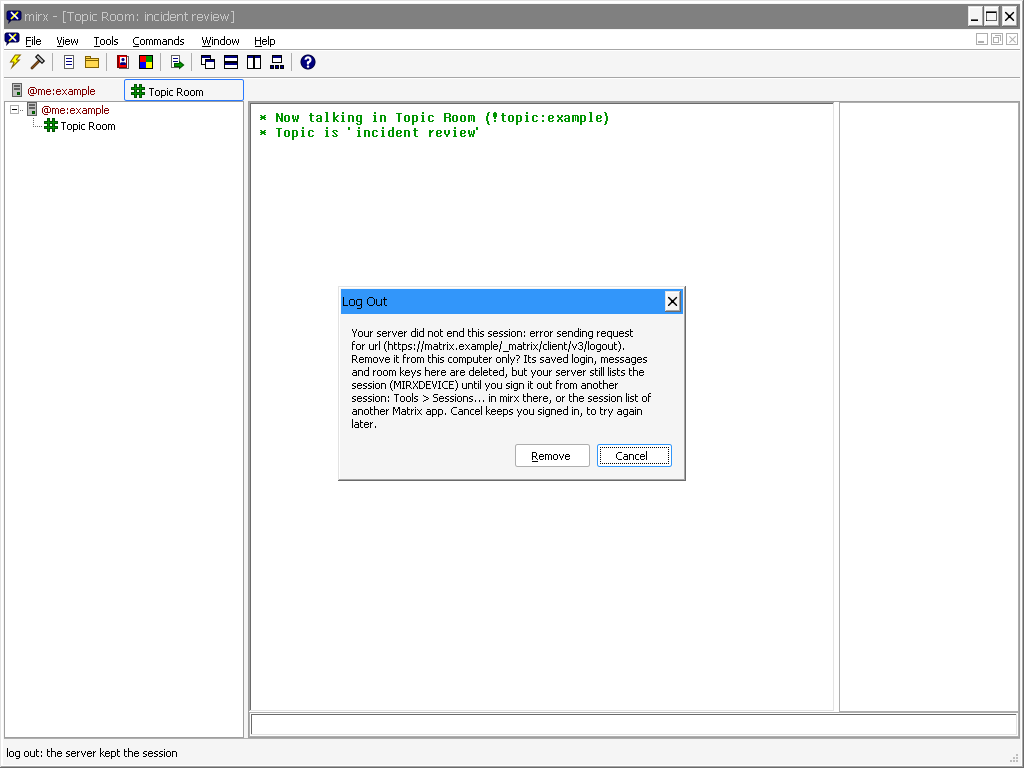 mirx - [Topic Room: incident review]
File View Tools Commands Window Help
@me:example Topic Room
@me:example
Topic Room
* Now talking in Topic Room (!topic:example)
* Topic is 'incident review'
Log Out
Your server did not end this session: error sending request
for url (https://matrix.example/_matrix/client/v3/logout).
Remove it from this computer only? Its saved login, messages
and room keys here are deleted, but your server still lists the
session (MIRXDEVICE) until you sign it out from another
session: Tools > Sessions... in mirx there, or the session list of
another Matrix app. Cancel keeps you signed in, to try again
later.
Remove Cancel
log out: the server kept the session